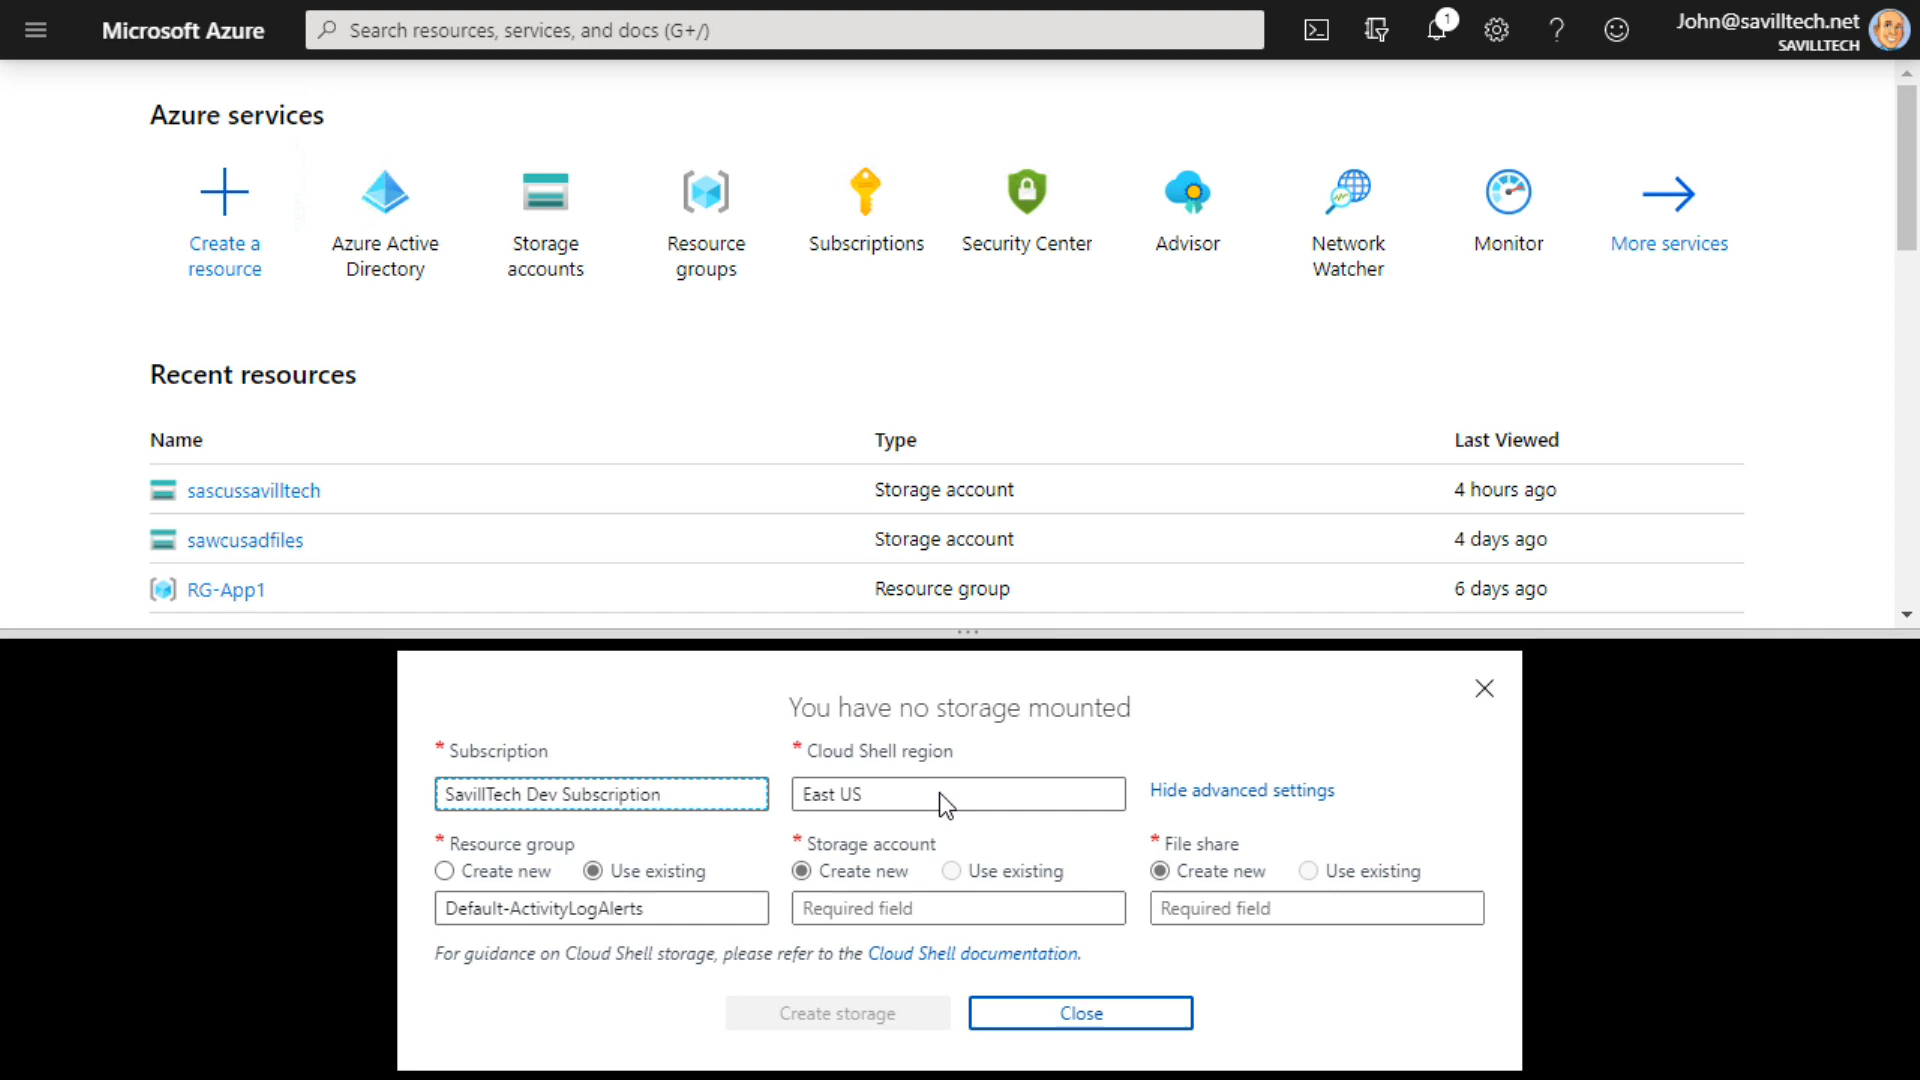 Microsoft Azure
Search resources, services, and docs (G+/)
1
John@savilltech.net
SAVILLTECH
Azure services
Create a
resource
Azure Active
Directory
Storage
accounts
Resource
groups
Subscriptions
Security Center
Advisor
Network
Watcher
Monitor
More services
Recent resources
Name Type Last Viewed
sascussavilltech Storage account 4 hours ago
sawcusadfiles Storage account 4 days ago
RG-App1 Resource group 6 days ago
You have no storage mounted
* Subscription * Cloud Shell region
SavillTech Dev Subscription East US Hide advanced settings
* Resource group * Storage account * File share
Create new Use existing Create new Use existing Create new Use existing
Default-ActivityLogAlerts Required field Required field
For guidance on Cloud Shell storage, please refer to the Cloud Shell documentation.
Create storage Close